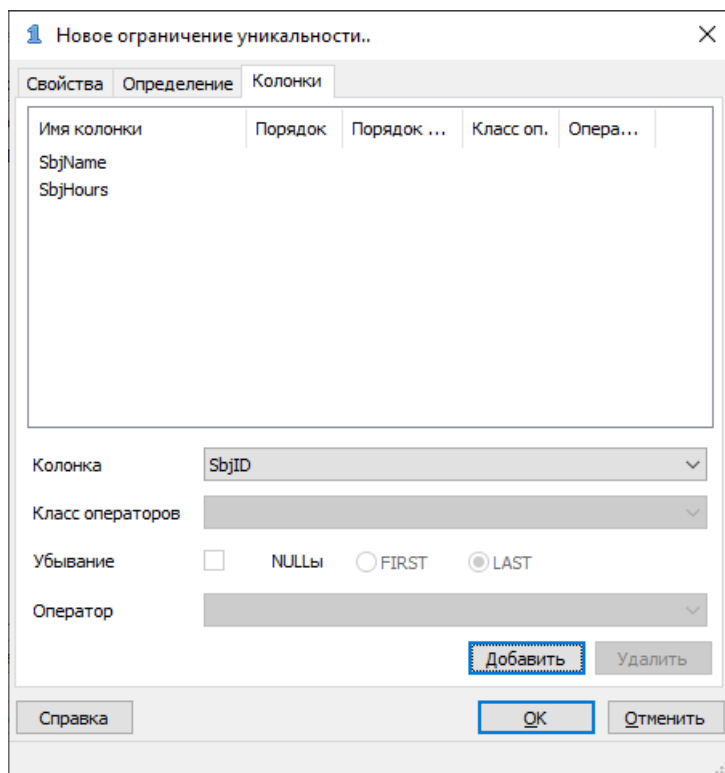 Новое ограничение уникальности..
Свойства Определение Колонки
Имя колонки Порядок Порядок ... Класс оп. Опера...
SbjName
SbjHours
Колонка SbjID
Класс операторов
Убывание NULLы FIRST LAST
Оператор
Добавить Удалить
Справка OK Отменить